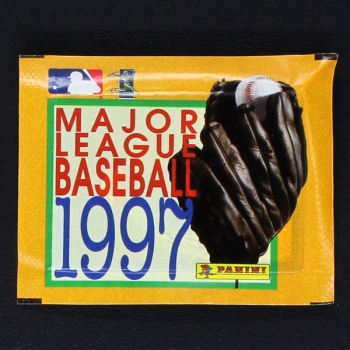 MAJOR
LEAGUE
BASEBALL
1997
PANINI